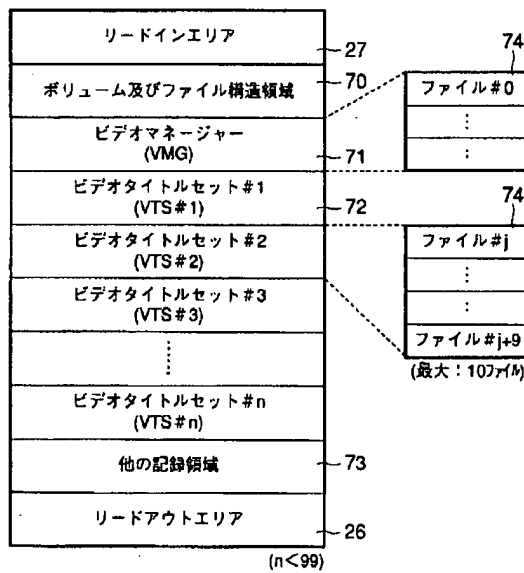 リードインエリア
27
ボリューム及びファイル構造領域
70
ビデオマネージャー
(VMG)
71
ビデオタイトルセット#1
(VTS#1)
72
ビデオタイトルセット#2
(VTS#2)
ビデオタイトルセット#3
(VTS#3)
ビデオタイトルセット#n
(VTS#n)
他の記録領域
73
リードアウトエリア
26
(n<99)
74
ファイル#0
74
ファイル#j
ファイル#j+9
(最大:10ファイル)